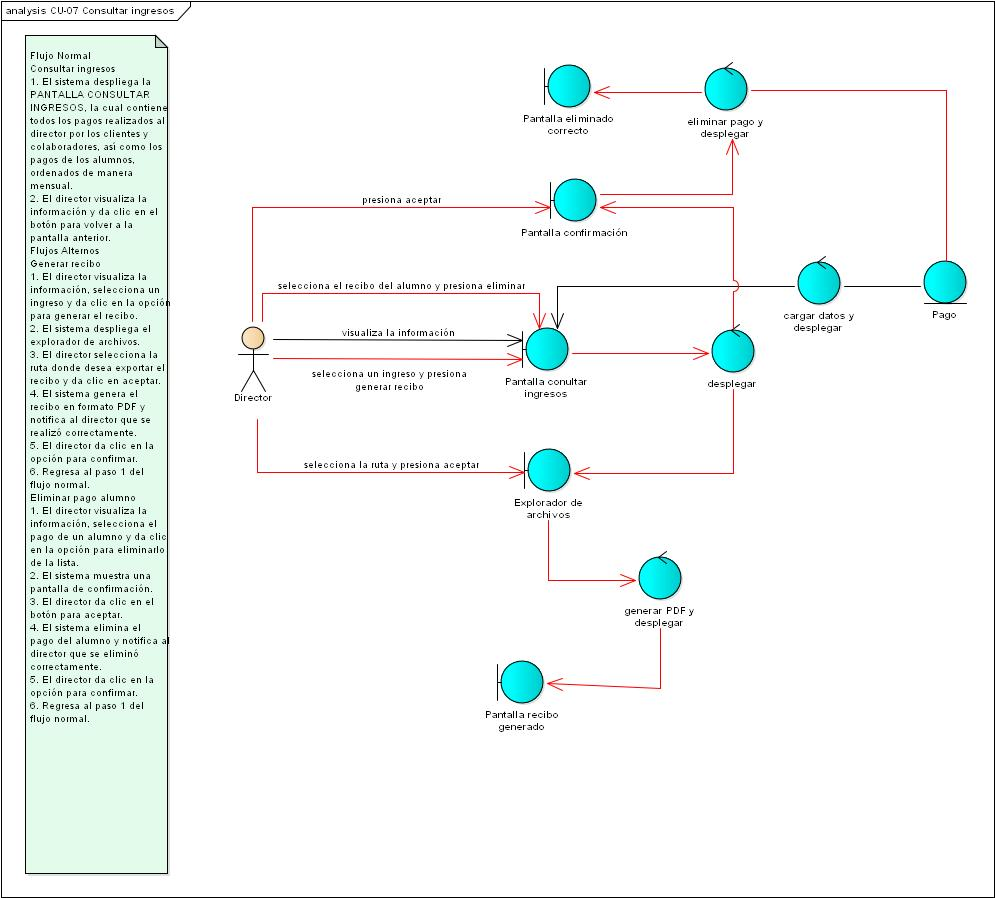 analysis CU-07 Consultar ingresos
Flujo Normal
Consultar ingresos
1. El sistema despliega la
PANTALLA CONSULTAR
INGRESOS, la cual contiene
todos los pagos realizados al
director por los clientes y
colaboradores, así como los
pagos de los alumnos,
ordenados de manera
mensual.
2. El director visualiza la
información y da clic en el
botón para volver a la
pantalla anterior.
Flujos Alternos
Generar recibo
1. El director visualiza la
información, selecciona un
ingreso y da clic en la opción
para generar el recibo.
2. El sistema despliega el
explorador de archivos.
3. El director selecciona la
ruta donde desea exportar el
recibo y da clic en aceptar.
4. El sistema genera el
recibo en formato PDF y
notifica al director que se
realizó correctamente.
5. El director da clic en la
opción para confirmar.
6. Regresa al paso 1 del
flujo normal.
Eliminar pago alumno
1. El director visualiza la
información, selecciona el
pago de un alumno y da clic
en la opción para eliminarlo
de la lista.
2. El sistema muestra una
pantalla de confirmación.
3. El director da clic en el
botón para aceptar.
4. El sistema elimina el
pago del alumno y notifica al
director que se eliminó
correctamente.
5. El director da clic en la
opción para confirmar.
6. Regresa al paso 1 del
flujo normal.
Pantalla eliminado
correcto
eliminar pago y
desplegar
presiona aceptar
Pantalla confirmación
selecciona el recibo del alumno y presiona eliminar
cargar datos y
desplegar
Pago
visualiza la información
selecciona un ingreso y presiona
generar recibo
Director
Pantalla conultar
ingresos
desplegar
selecciona la ruta y presiona aceptar
Explorador de
archivos
generar PDF y
desplegar
Pantalla recibo
generado